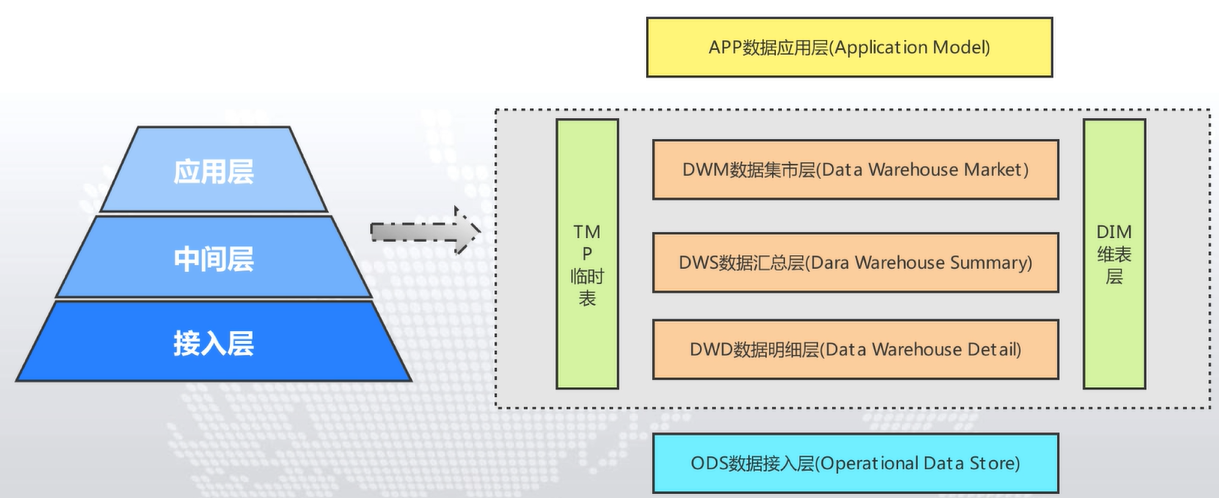 APP数据应用层(Application Model)
应用层
中间层
接入层
TM
P
临时
表
DWM数据集市层(Data Warehouse Market)
DWS数据汇总层(Dara Warehouse Summary)
DWD数据明细层(Data Warehouse Detail)
DIM
维表
层
ODS数据接入层(Operational Data Store)